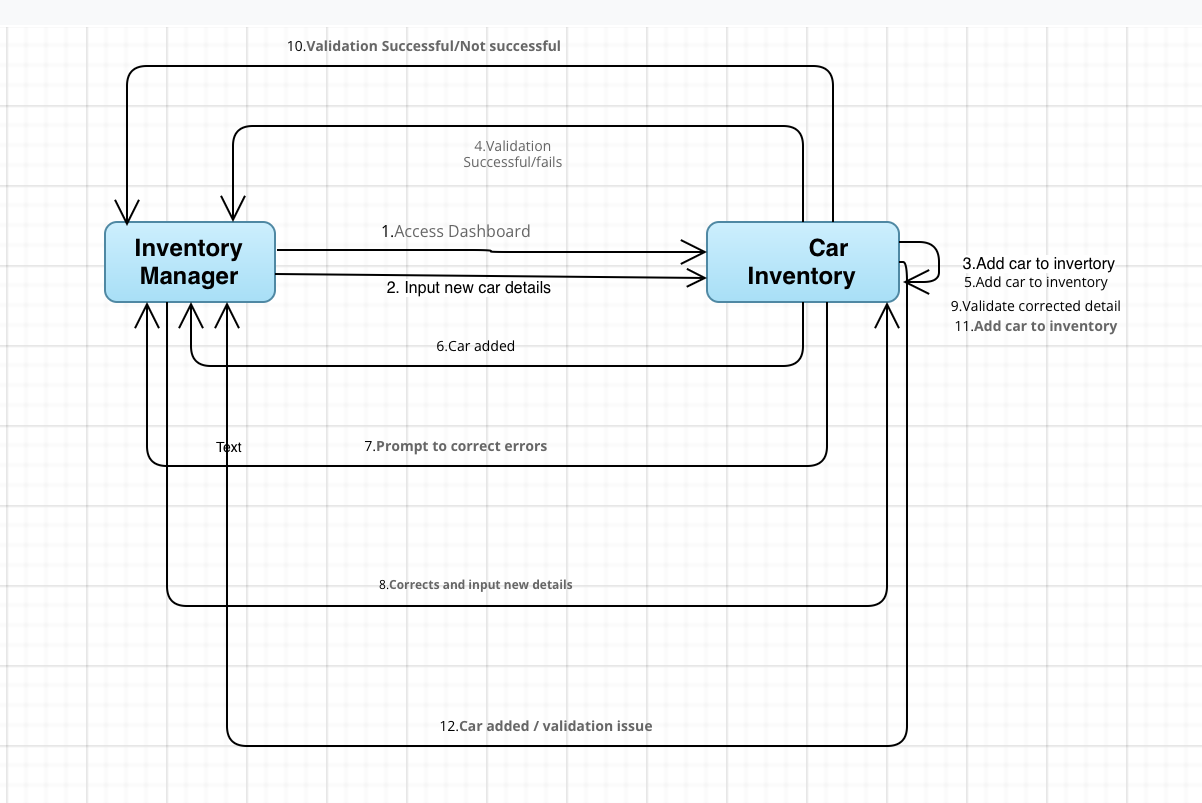 10.Validation Successful/Not successful
4.Validation
Successful/fails
1.Access Dashboard
Inventory
Manager
Car
Inventory
2. Input new car details
3.Add car to invertory
5.Add car to inventory
9.Validate corrected detail
11.Add car to inventory
6.Car added
Text
7.Prompt to correct errors
8.Corrects and input new details
12.Car added / validation issue